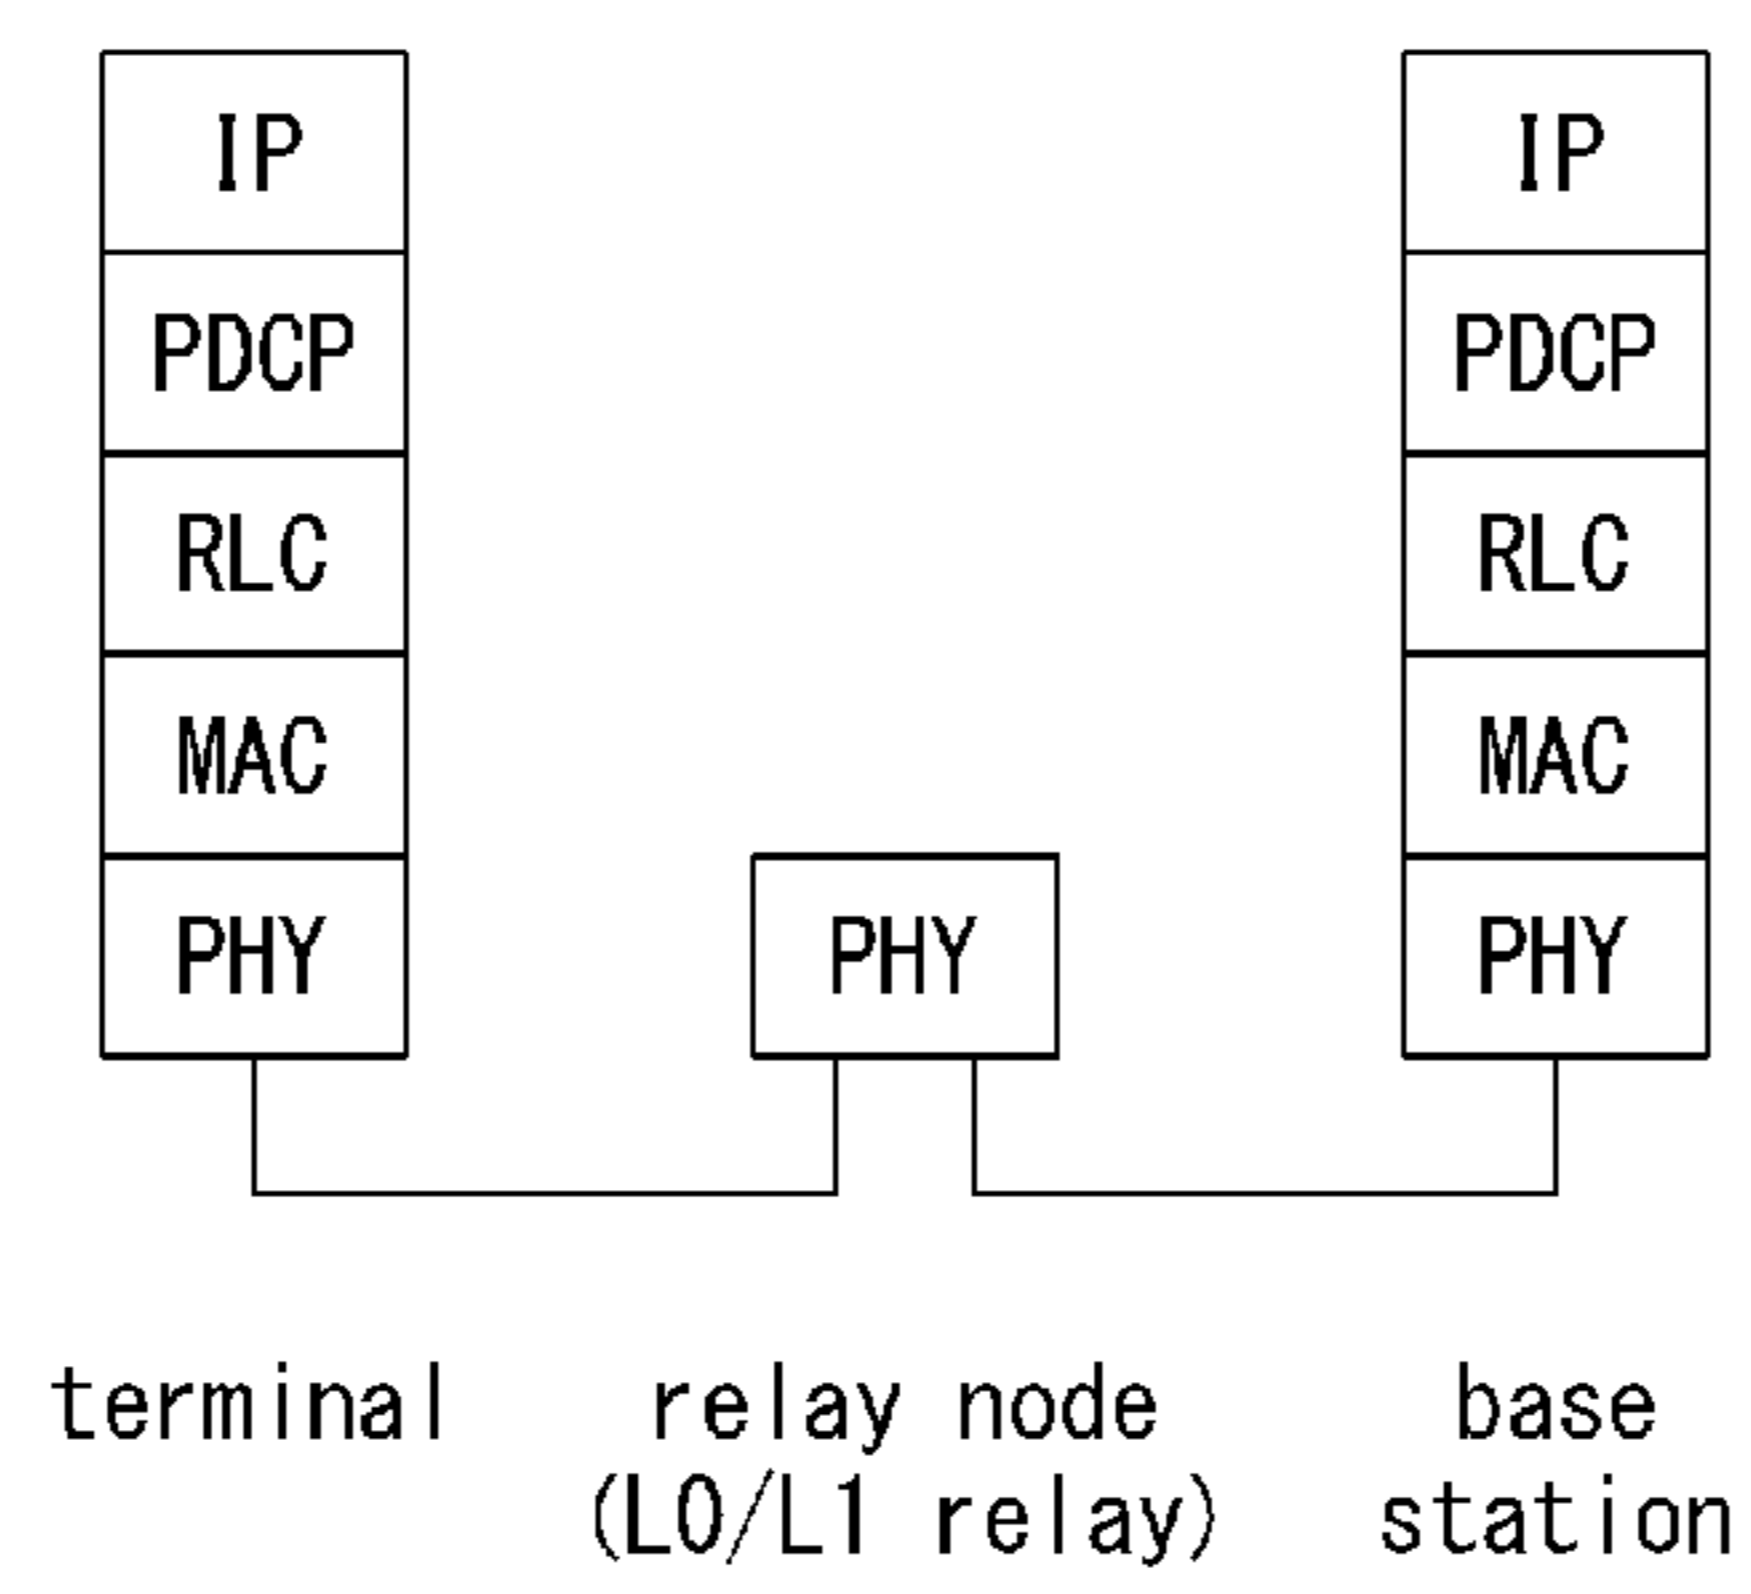 IP
PDCP
RLC
MAC
PHY
PHY
IP
PDCP
RLC
MAC
PHY
terminal
relay node
(L0/L1 relay)
base
station